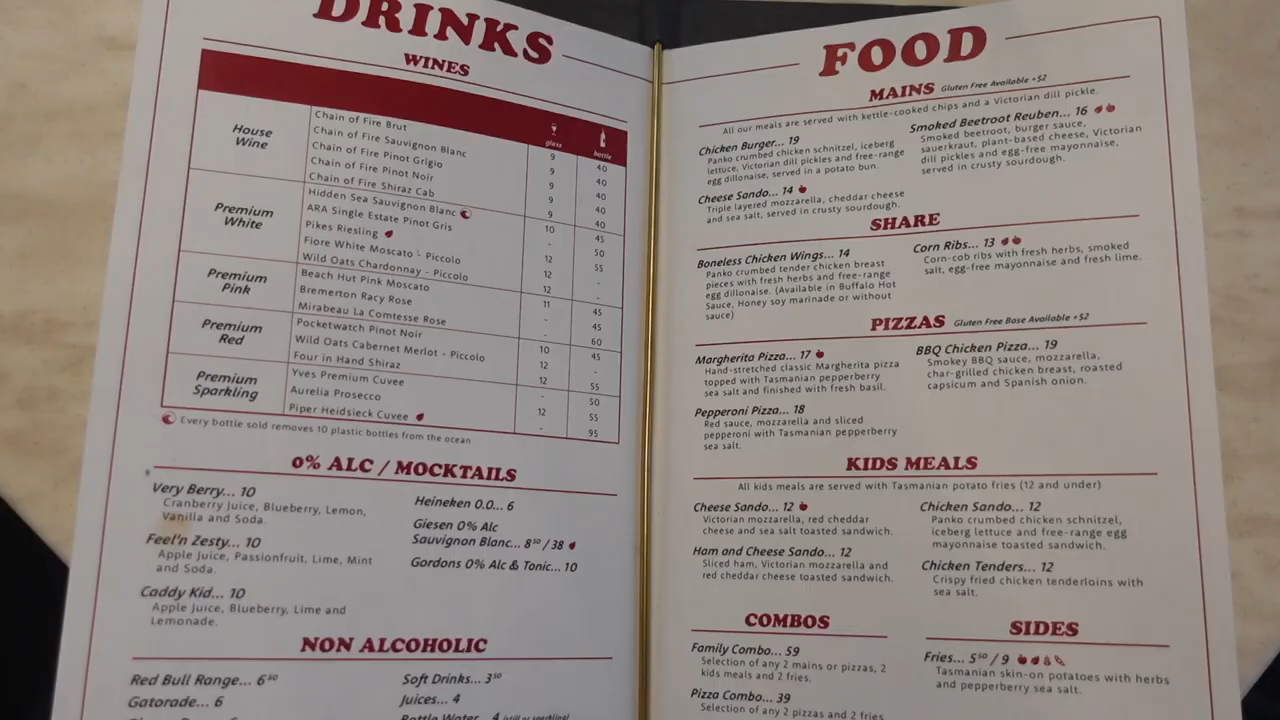 DRINKS
WINES
glass bottle
House Wine
Chain of Fire Brut 9 40
Chain of Fire Sauvignon Blanc 9 40
Chain of Fire Pinot Grigio 9 40
Chain of Fire Pinot Noir 9 40
Chain of Fire Shiraz Cab 9 40
Premium White
Hidden Sea Sauvignon Blanc 10 45
ARA Single Estate Pinot Gris - 50
Pikes Riesling 12 55
Fiore White Moscato - Piccolo 12 -
Wild Oats Chardonnay - Piccolo 12 -
Premium Pink
Beach Hut Pink Moscato 11 45
Bremerton Racy Rose - 45
Mirabeau La Comtesse Rose - 60
Premium Red
Pocketwatch Pinot Noir 10 45
Wild Oats Cabernet Merlot - Piccolo 12 -
Four in Hand Shiraz 12 55
Premium Sparkling
Yves Premium Cuvee - 50
Aurelia Prosecco 12 55
Piper Heidsieck Cuvee - 95
Every bottle sold removes 10 plastic bottles from the ocean
0% ALC / MOCKTAILS
Very Berry... 10
Cranberry Juice, Blueberry, Lemon,
Vanilla and Soda.
Feel'n Zesty... 10
Apple Juice, Passionfruit, Lime, Mint
and Soda.
Caddy Kid... 10
Apple Juice, Blueberry, Lime and
Lemonade.
Heineken 0.0... 6
Giesen 0% Alc
Sauvignon Blanc... 8⁵⁰ / 38
Gordons 0% Alc & Tonic... 10
NON ALCOHOLIC
Red Bull Range... 6⁵⁰
Gatorade... 6
Soft Drinks... 3⁵⁰
Juices... 4
Bottle Water... 4 (still or sparkling)
FOOD
MAINS Gluten Free Available +$2
All our meals are served with kettle-cooked chips and a Victorian dill pickle.
Chicken Burger... 19
Panko crumbed chicken schnitzel, iceberg
lettuce, Victorian dill pickles and free-range
egg dillonaise, served in a potato bun.
Cheese Sando... 14
Triple layered mozzarella, cheddar cheese
and sea salt, served in crusty sourdough.
Smoked Beetroot Reuben... 16
Smoked beetroot, burger sauce,
sauerkraut, plant-based cheese, Victorian
dill pickles and egg-free mayonnaise,
served in crusty sourdough.
SHARE
Boneless Chicken Wings... 14
Panko crumbed tender chicken breast
pieces with fresh herbs and free-range
egg dillonaise. (Available in Buffalo Hot
Sauce, Honey soy marinade or without
sauce)
Corn Ribs... 13
Corn-cob ribs with fresh herbs, smoked
salt, egg-free mayonnaise and fresh lime.
PIZZAS Gluten Free Base Available +$2
Margherita Pizza... 17
Hand-stretched classic Margherita pizza
topped with Tasmanian pepperberry
sea salt and finished with fresh basil.
Pepperoni Pizza... 18
Red sauce, mozzarella and sliced
pepperoni with Tasmanian pepperberry
sea salt.
BBQ Chicken Pizza... 19
Smokey BBQ sauce, mozzarella,
char-grilled chicken breast, roasted
capsicum and Spanish onion.
KIDS MEALS
All kids meals are served with Tasmanian potato fries (12 and under)
Cheese Sando... 12
Victorian mozzarella, red cheddar
cheese and sea salt toasted sandwich.
Ham and Cheese Sando... 12
Sliced ham, Victorian mozzarella and
red cheddar cheese toasted sandwich.
Chicken Sando... 12
Panko crumbed chicken schnitzel,
iceberg lettuce and free-range egg
mayonnaise toasted sandwich.
Chicken Tenders... 12
Crispy fried chicken tenderloins with
sea salt.
COMBOS
Family Combo... 59
Selection of any 2 mains or pizzas, 2
kids meals and 2 fries.
Pizza Combo... 39
Selection of any 2 pizzas and 2 fries
SIDES
Fries... 5⁵⁰ / 9
Tasmanian skin-on potatoes with herbs
and pepperberry sea salt.